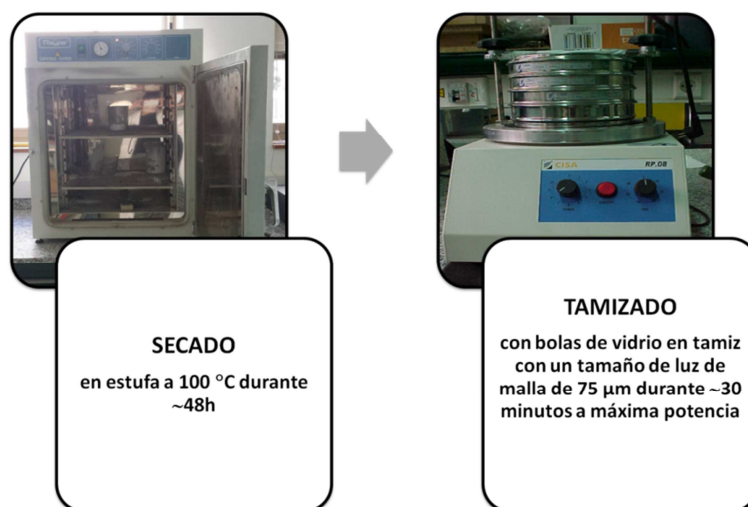 CISA
RP.08
SECADO
en estufa a 100 °C durante
~48h
TAMIZADO
con bolas de vidrio en tamiz
con un tamaño de luz de
malla de 75 µm durante ~30
minutos a máxima potencia